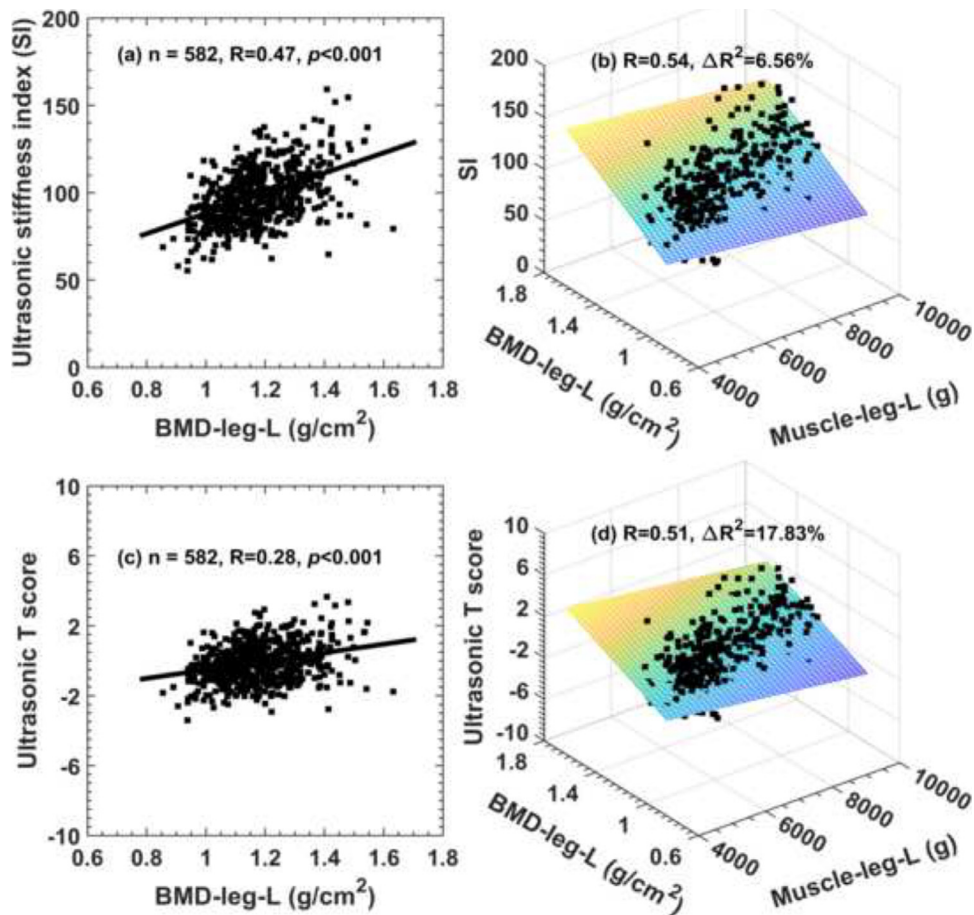 (a) n = 582, R=0.47, p<0.001
Ultrasonic stiffness index (SI)
200
150
100
50
0
0.6 0.8 1 1.2 1.4 1.6 1.8
BMD-leg-L (g/cm²)
(b) R=0.54, ΔR²=6.56%
SI
200
150
100
50
0
1.8
1.4
1
0.6
BMD-leg-L (g/cm²)
4000
6000
8000
10000
Muscle-leg-L (g)
(c) n = 582, R=0.28, p<0.001
Ultrasonic T score
10
6
2
-2
-6
-10
0.6 0.8 1 1.2 1.4 1.6 1.8
BMD-leg-L (g/cm²)
(d) R=0.51, ΔR²=17.83%
Ultrasonic T score
10
6
2
-2
-6
-10
1.8
1.4
1
0.6
BMD-leg-L (g/cm²)
4000
6000
8000
10000
Muscle-leg-L (g)